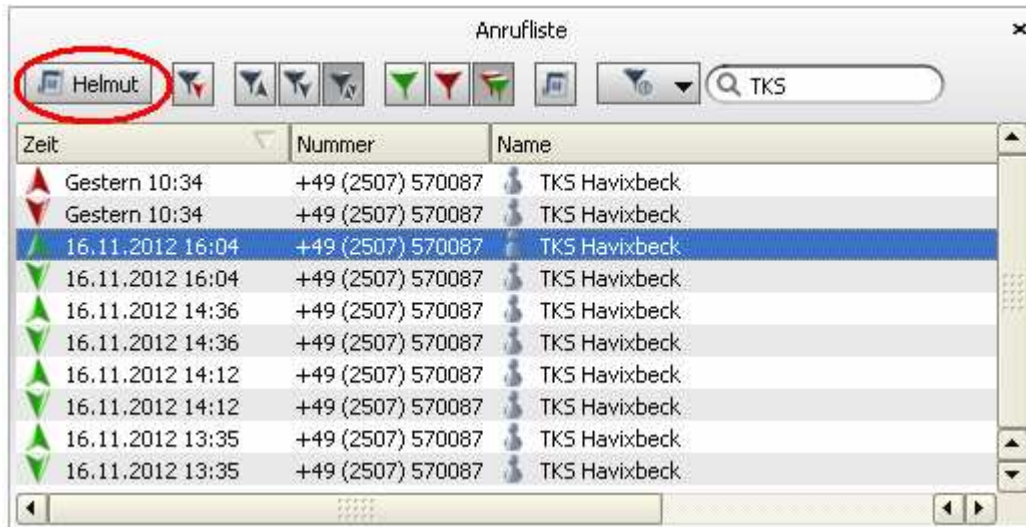 Anrufliste
Helmut TKS
Zeit Nummer Name
Gestern 10:34 +49 (2507) 570087 TKS Havixbeck
Gestern 10:34 +49 (2507) 570087 TKS Havixbeck
16.11.2012 16:04 +49 (2507) 570087 TKS Havixbeck
16.11.2012 16:04 +49 (2507) 570087 TKS Havixbeck
16.11.2012 14:36 +49 (2507) 570087 TKS Havixbeck
16.11.2012 14:36 +49 (2507) 570087 TKS Havixbeck
16.11.2012 14:12 +49 (2507) 570087 TKS Havixbeck
16.11.2012 14:12 +49 (2507) 570087 TKS Havixbeck
16.11.2012 13:35 +49 (2507) 570087 TKS Havixbeck
16.11.2012 13:35 +49 (2507) 570087 TKS Havixbeck